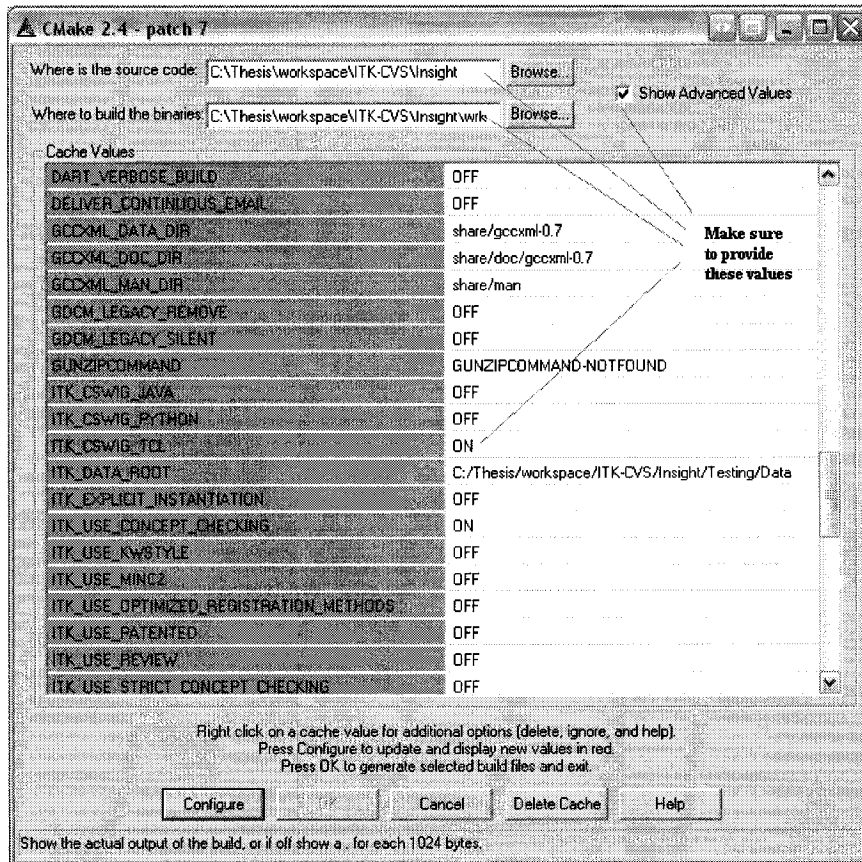 CMake 2.4 - patch 7
Where is the source code: C:\Thesis\workspace\ITK-CVS\Insight Browse...
Show Advanced Values
Where to build the binaries: C:\Thesis\workspace\ITK-CVS\Insight\wrk Browse...
Cache Values
DART_VERBOSE_BUILD OFF
DELIVER_CONTINUOUS_EMAIL OFF
GCCXML_DATA_DIR share/gccxml-0.7
GCCXML_DOC_DIR share/doc/gccxml-0.7
GCCXML_MAN_DIR share/man
GDCM_LEGACY_REMOVE OFF
GDCM_LEGACY_SILENT OFF
GUNZIPCOMMAND GUNZIPCOMMAND-NOTFOUND
ITK_CSWIG_JAVA OFF
ITK_CSWIG_PYTHON OFF
ITK_CSWIG_TCL ON
ITK_DATA_ROOT C:/Thesis/workspace/ITK-CVS/Insight/Testing/Data
ITK_EXPLICIT_INSTANTIATION OFF
ITK_USE_CONCEPT_CHECKING ON
ITK_USE_KWSTYLE OFF
ITK_USE_MINC2 OFF
ITK_USE_OPTIMIZED_REGISTRATION_METHODS OFF
ITK_USE_PATENTED OFF
ITK_USE_REVIEW OFF
ITK_USE_STRICT_CONCEPT_CHECKING OFF
Make sure
to provide
these values
Right click on a cache value for additional options (delete, ignore, and help).
Press Configure to update and display new values in red.
Press OK to generate selected build files and exit.
Configure OK Cancel Delete Cache Help
Show the actual output of the build, or if off show a . for each 1024 bytes.